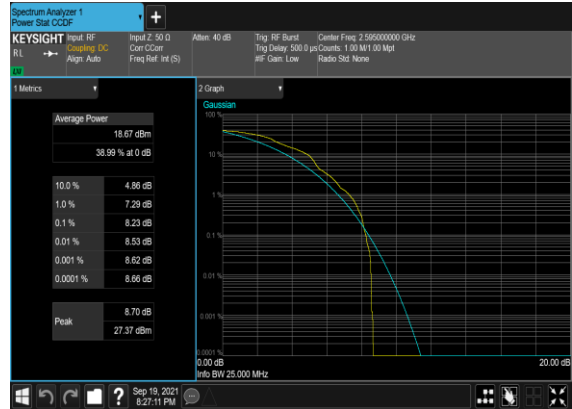 Spectrum Analyzer 1
Power Stat CCDF
+
KEYSIGHT Input: RF Input Z: 50 Ω Atten: 40 dB Trig: RF Burst Center Freq: 2.595000000 GHz
RL Coupling: DC Corr CCorr Trig Delay: 500.0 µs Counts: 1.00 M/1.00 Mpt
Align: Auto Freq Ref: Int (S) #IF Gain: Low Radio Std: None
1 Metrics
2 Graph
Average Power
18.67 dBm
38.99 % at 0 dB
10.0 % 4.86 dB
1.0 % 7.29 dB
0.1 % 8.23 dB
0.01 % 8.53 dB
0.001 % 8.62 dB
0.0001 % 8.66 dB
Peak 8.70 dB
27.37 dBm
Gaussian
100 %
10 %
1 %
0.1 %
0.01 %
0.001 %
0.0001 %
0.00 dB 20.00 dB
Info BW 25.000 MHz
? Sep 19, 2021
8:27:11 PM